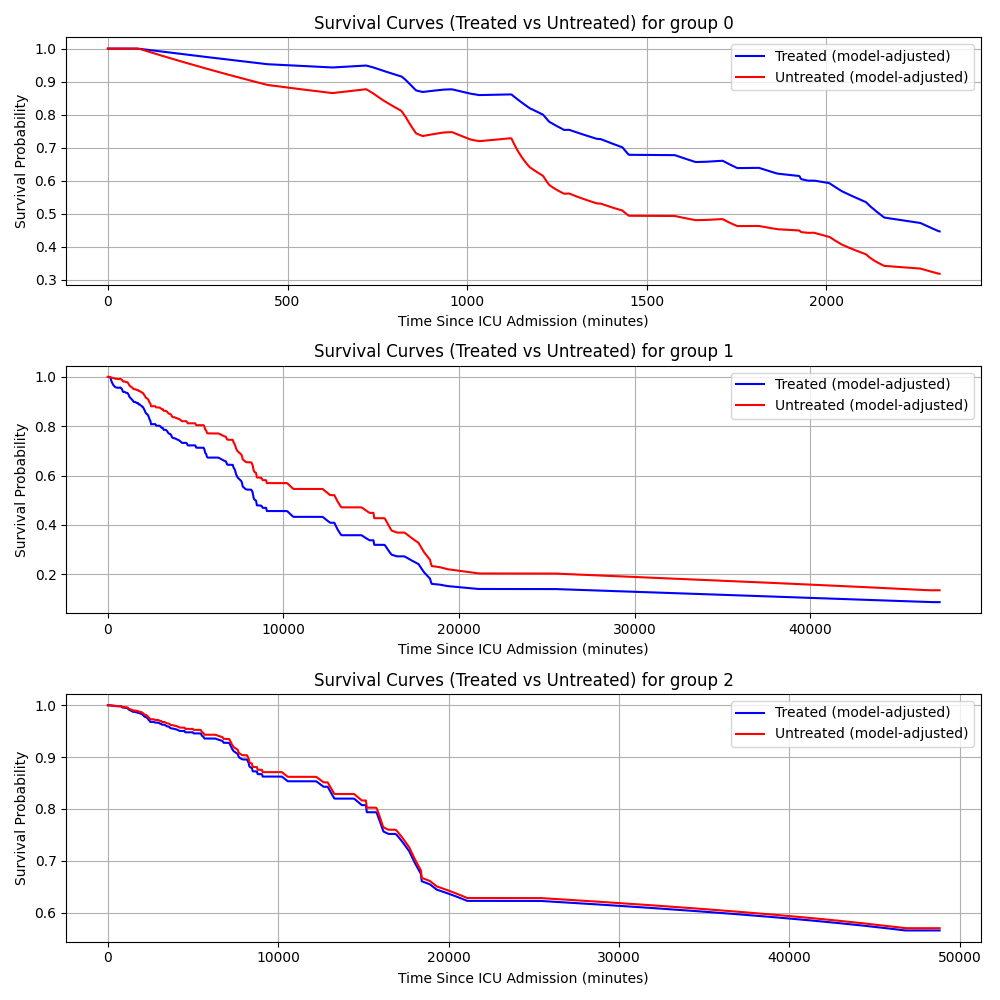 Survival Curves (Treated vs Untreated) for group 0
1.0
0.9
0.8
0.7
0.6
0.5
0.4
0.3
Survival Probability
Treated (model-adjusted)
Untreated (model-adjusted)
0 500 1000 1500 2000
Time Since ICU Admission (minutes)
Survival Curves (Treated vs Untreated) for group 1
1.0
0.8
0.6
0.4
0.2
Survival Probability
Treated (model-adjusted)
Untreated (model-adjusted)
0 10000 20000 30000 40000
Time Since ICU Admission (minutes)
Survival Curves (Treated vs Untreated) for group 2
1.0
0.9
0.8
0.7
0.6
Survival Probability
Treated (model-adjusted)
Untreated (model-adjusted)
0 10000 20000 30000 40000 50000
Time Since ICU Admission (minutes)